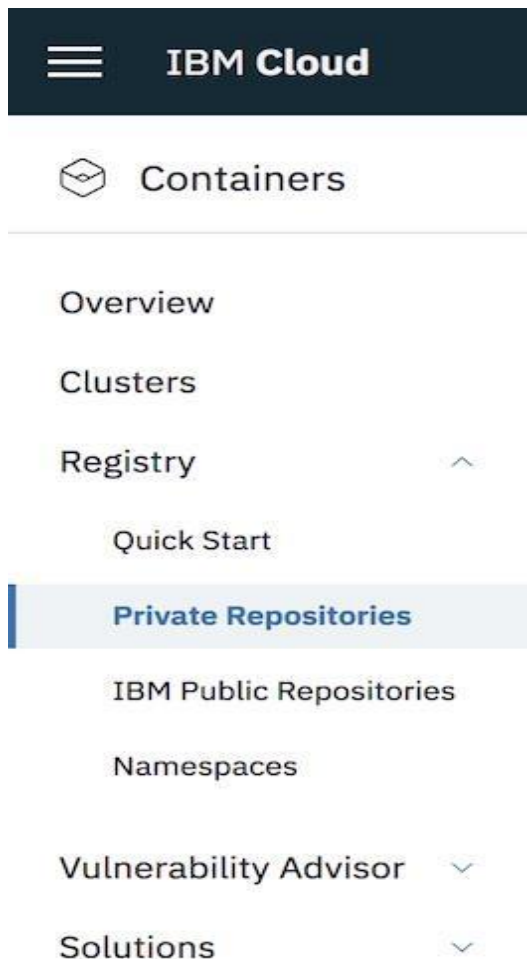 IBM Cloud
Containers
Overview
Clusters
Registry
Quick Start
Private Repositories
IBM Public Repositories
Namespaces
Vulnerability Advisor
Solutions